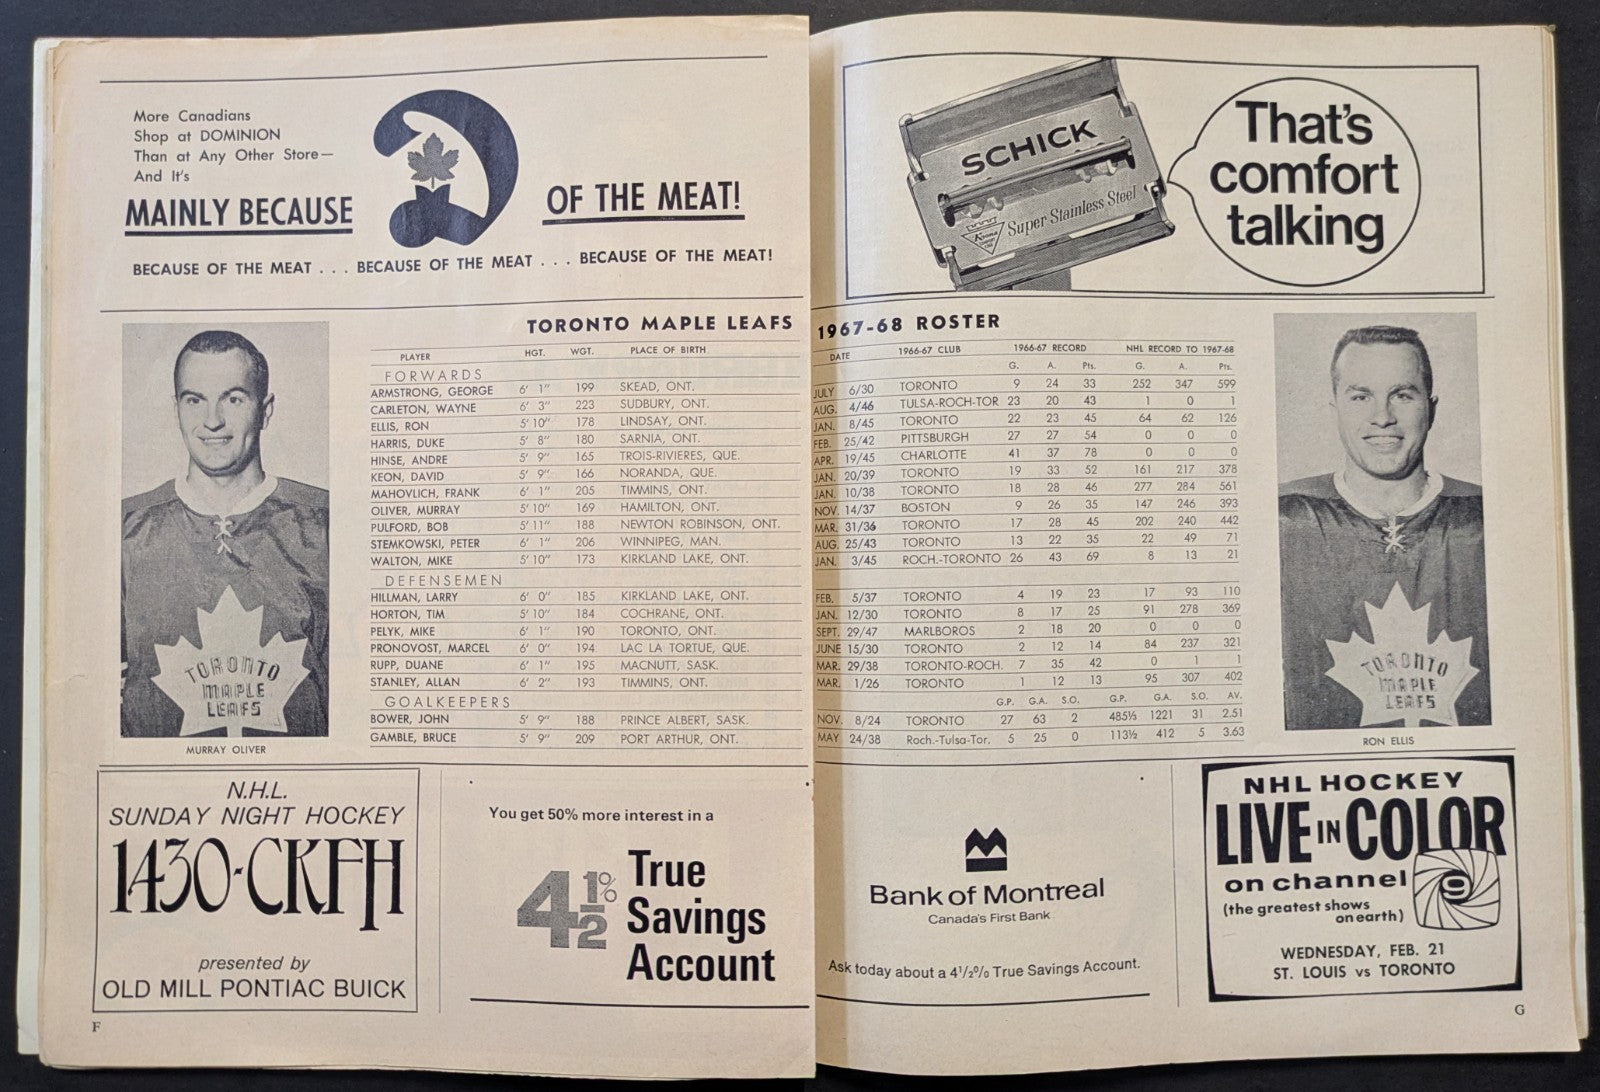 More Canadians
Shop at DOMINION
Than at Any Other Store—
And It's
MAINLY BECAUSE
OF THE MEAT!
BECAUSE OF THE MEAT . . . BECAUSE OF THE MEAT . . . BECAUSE OF THE MEAT!
SCHICK
Krona
Super Stainless Steel
That's
comfort
talking
TORONTO MAPLE LEAFS 1967-68 ROSTER
PLAYER HGT. WGT. PLACE OF BIRTH DATE 1966-67 CLUB 1966-67 RECORD NHL RECORD TO 1967-68
G. A. Pts. G. A. Pts.
FORWARDS
ARMSTRONG, GEORGE 6' 1" 199 SKEAD, ONT. JULY 6/30 TORONTO 9 24 33 252 347 599
CARLETON, WAYNE 6' 3" 223 SUDBURY, ONT. AUG. 4/46 TULSA-ROCH-TOR 23 20 43 1 0 1
ELLIS, RON 5' 10" 178 LINDSAY, ONT. JAN. 8/45 TORONTO 22 23 45 64 62 126
HARRIS, DUKE 5' 8" 180 SARNIA, ONT. FEB. 25/42 PITTSBURGH 27 27 54 0 0 0
HINSE, ANDRE 5' 9" 165 TROIS-RIVIERES, QUE. APR. 19/45 CHARLOTTE 41 37 78 0 0 0
KEON, DAVID 5' 9" 166 NORANDA, QUE. JAN. 20/39 TORONTO 19 33 52 161 217 378
MAHOVLICH, FRANK 6' 1" 205 TIMMINS, ONT. JAN. 10/38 TORONTO 18 28 46 277 284 561
OLIVER, MURRAY 5' 10" 169 HAMILTON, ONT. NOV. 14/37 BOSTON 9 26 35 147 246 393
PULFORD, BOB 5' 11" 188 NEWTON ROBINSON, ONT. MAR. 31/36 TORONTO 17 28 45 202 240 442
STEMKOWSKI, PETER 6' 1" 206 WINNIPEG, MAN. AUG. 25/43 TORONTO 13 22 35 22 49 71
WALTON, MIKE 5' 10" 173 KIRKLAND LAKE, ONT. JAN. 3/45 ROCH.-TORONTO 26 43 69 8 13 21
DEFENSEMEN
HILLMAN, LARRY 6' 0" 185 KIRKLAND LAKE, ONT. FEB. 5/37 TORONTO 4 19 23 17 93 110
HORTON, TIM 5' 10" 184 COCHRANE, ONT. JAN. 12/30 TORONTO 8 17 25 91 278 369
PELYK, MIKE 6' 1" 190 TORONTO, ONT. SEPT. 29/47 MARLBOROS 2 18 20 0 0 0
PRONOVOST, MARCEL 6' 0" 194 LAC LA TORTUE, QUE. JUNE 15/30 TORONTO 2 12 14 84 237 321
RUPP, DUANE 6' 1" 195 MACNUTT, SASK. MAR. 29/38 TORONTO-ROCH. 7 35 42 0 1 1
STANLEY, ALLAN 6' 2" 193 TIMMINS, ONT. MAR. 1/26 TORONTO 1 12 13 95 307 402
GOALKEEPERS G.P. G.A. S.O. G.P. G.A. S.O. AV.
BOWER, JOHN 5' 9" 188 PRINCE ALBERT, SASK. NOV. 8/24 TORONTO 27 63 2 485⅓ 1221 31 2.51
GAMBLE, BRUCE 5' 9" 209 PORT ARTHUR, ONT. MAY 24/38 Roch.-Tulsa-Tor. 5 25 0 113½ 412 5 3.63
TORONTO
MAPLE
LEAFS
MURRAY OLIVER
TORONTO
MAPLE
LEAFS
RON ELLIS
N.H.L.
SUNDAY NIGHT HOCKEY
1430-CKFH
presented by
OLD MILL PONTIAC BUICK
You get 50% more interest in a
4½%
True
Savings
Account
Bank of Montreal
Canada's First Bank
Ask today about a 4½% True Savings Account.
NHL HOCKEY
LIVE IN COLOR
on channel 9
(the greatest shows
on earth)
WEDNESDAY, FEB. 21
ST. LOUIS vs TORONTO
F
G